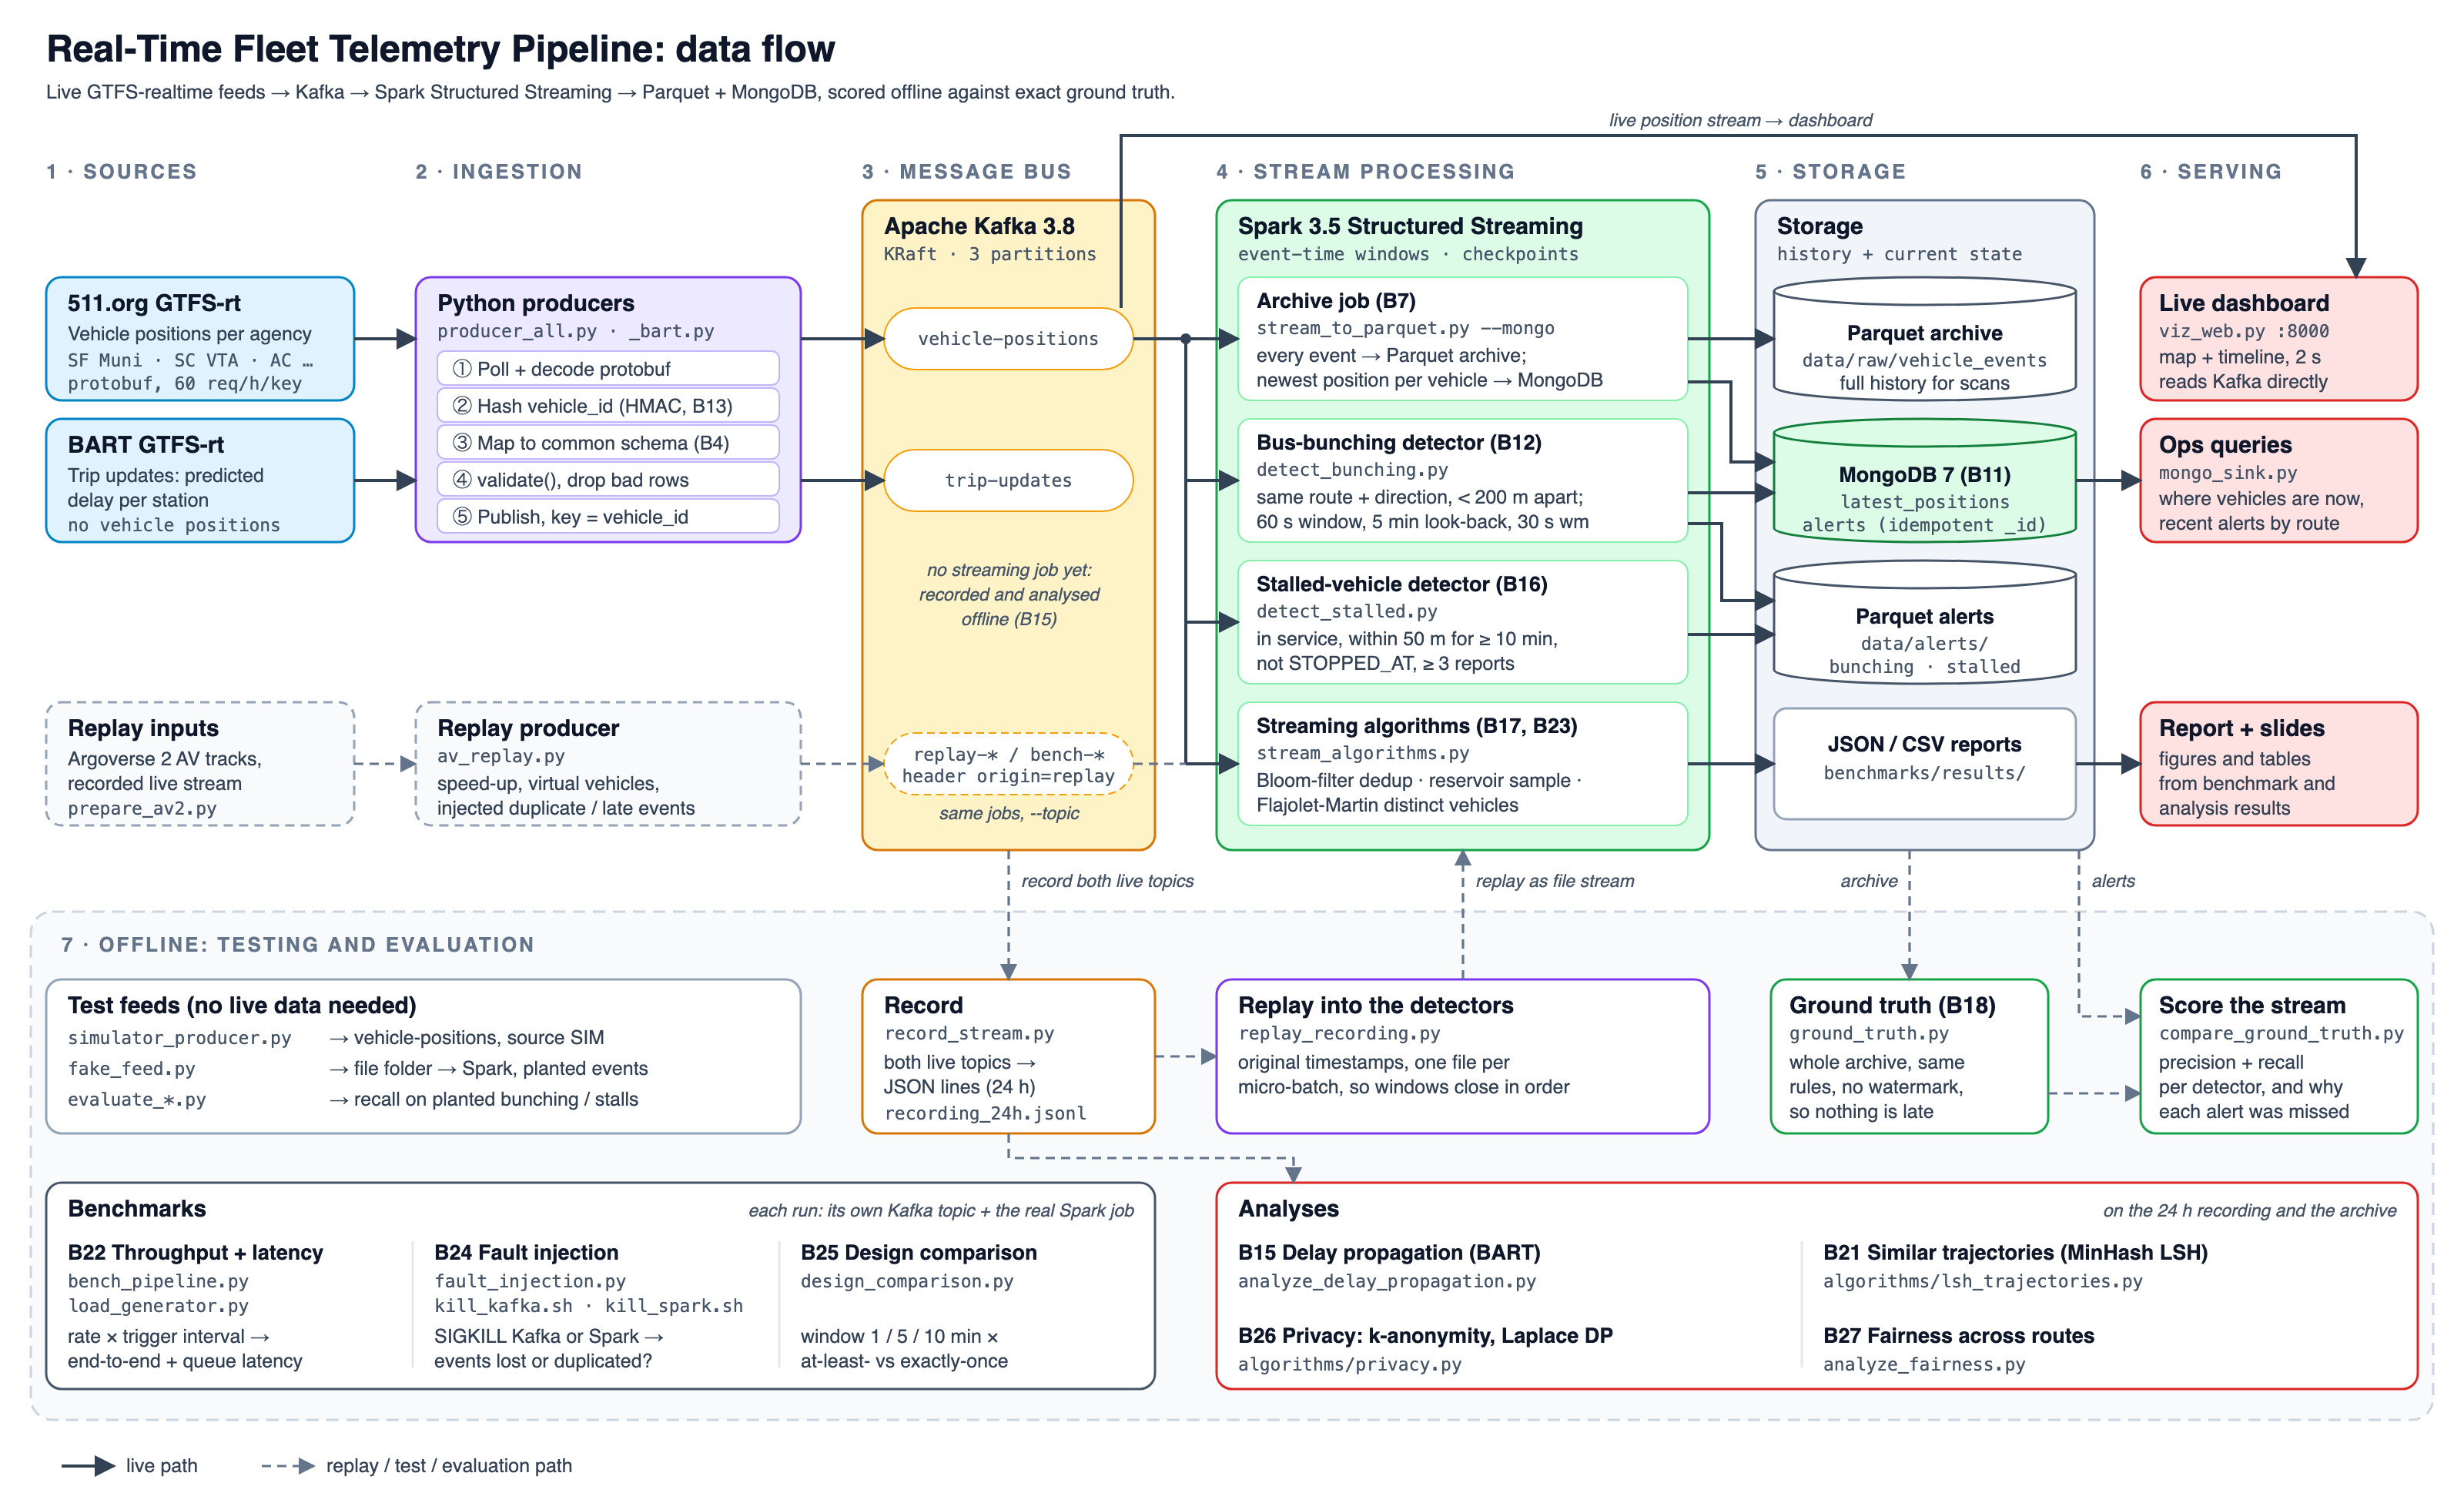 Real-Time Fleet Telemetry Pipeline: data flow
Live GTFS-realtime feeds → Kafka → Spark Structured Streaming → Parquet + MongoDB, scored offline against exact ground truth.
live position stream → dashboard
1 · SOURCES
2 · INGESTION
3 · MESSAGE BUS
4 · STREAM PROCESSING
5 · STORAGE
6 · SERVING
511.org GTFS-rt
Vehicle positions per agency
SF Muni · SC VTA · AC …
protobuf, 60 req/h/key
BART GTFS-rt
Trip updates: predicted
delay per station
no vehicle positions
Replay inputs
Argoverse 2 AV tracks,
recorded live stream
prepare_av2.py
Python producers
producer_all.py · _bart.py
① Poll + decode protobuf
② Hash vehicle_id (HMAC, B13)
③ Map to common schema (B4)
④ validate(), drop bad rows
⑤ Publish, key = vehicle_id
Replay producer
av_replay.py
speed-up, virtual vehicles,
injected duplicate / late events
Apache Kafka 3.8
KRaft · 3 partitions
vehicle-positions
trip-updates
no streaming job yet:
recorded and analysed
offline (B15)
replay-* / bench-*
header origin=replay
same jobs, --topic
Spark 3.5 Structured Streaming
event-time windows · checkpoints
Archive job (B7)
stream_to_parquet.py --mongo
every event → Parquet archive;
newest position per vehicle → MongoDB
Bus-bunching detector (B12)
detect_bunching.py
same route + direction, < 200 m apart;
60 s window, 5 min look-back, 30 s wm
Stalled-vehicle detector (B16)
detect_stalled.py
in service, within 50 m for ≥ 10 min,
not STOPPED_AT, ≥ 3 reports
Streaming algorithms (B17, B23)
stream_algorithms.py
Bloom-filter dedup · reservoir sample ·
Flajolet-Martin distinct vehicles
Storage
history + current state
Parquet archive
data/raw/vehicle_events
full history for scans
MongoDB 7 (B11)
latest_positions
alerts (idempotent _id)
Parquet alerts
data/alerts/
bunching · stalled
JSON / CSV reports
benchmarks/results/
Live dashboard
viz_web.py :8000
map + timeline, 2 s
reads Kafka directly
Ops queries
mongo_sink.py
where vehicles are now,
recent alerts by route
Report + slides
figures and tables
from benchmark and
analysis results
record both live topics
replay as file stream
archive
alerts
7 · OFFLINE: TESTING AND EVALUATION
Test feeds (no live data needed)
simulator_producer.py → vehicle-positions, source SIM
fake_feed.py → file folder → Spark, planted events
evaluate_*.py → recall on planted bunching / stalls
Record
record_stream.py
both live topics →
JSON lines (24 h)
recording_24h.jsonl
Replay into the detectors
replay_recording.py
original timestamps, one file per
micro-batch, so windows close in order
Ground truth (B18)
ground_truth.py
whole archive, same
rules, no watermark,
so nothing is late
Score the stream
compare_ground_truth.py
precision + recall
per detector, and why
each alert was missed
Benchmarks
each run: its own Kafka topic + the real Spark job
B22 Throughput + latency
bench_pipeline.py
load_generator.py
rate × trigger interval →
end-to-end + queue latency
B24 Fault injection
fault_injection.py
kill_kafka.sh · kill_spark.sh
SIGKILL Kafka or Spark →
events lost or duplicated?
B25 Design comparison
design_comparison.py
window 1 / 5 / 10 min ×
at-least- vs exactly-once
Analyses
on the 24 h recording and the archive
B15 Delay propagation (BART)
analyze_delay_propagation.py
B21 Similar trajectories (MinHash LSH)
algorithms/lsh_trajectories.py
B26 Privacy: k-anonymity, Laplace DP
algorithms/privacy.py
B27 Fairness across routes
analyze_fairness.py
live path
replay / test / evaluation path